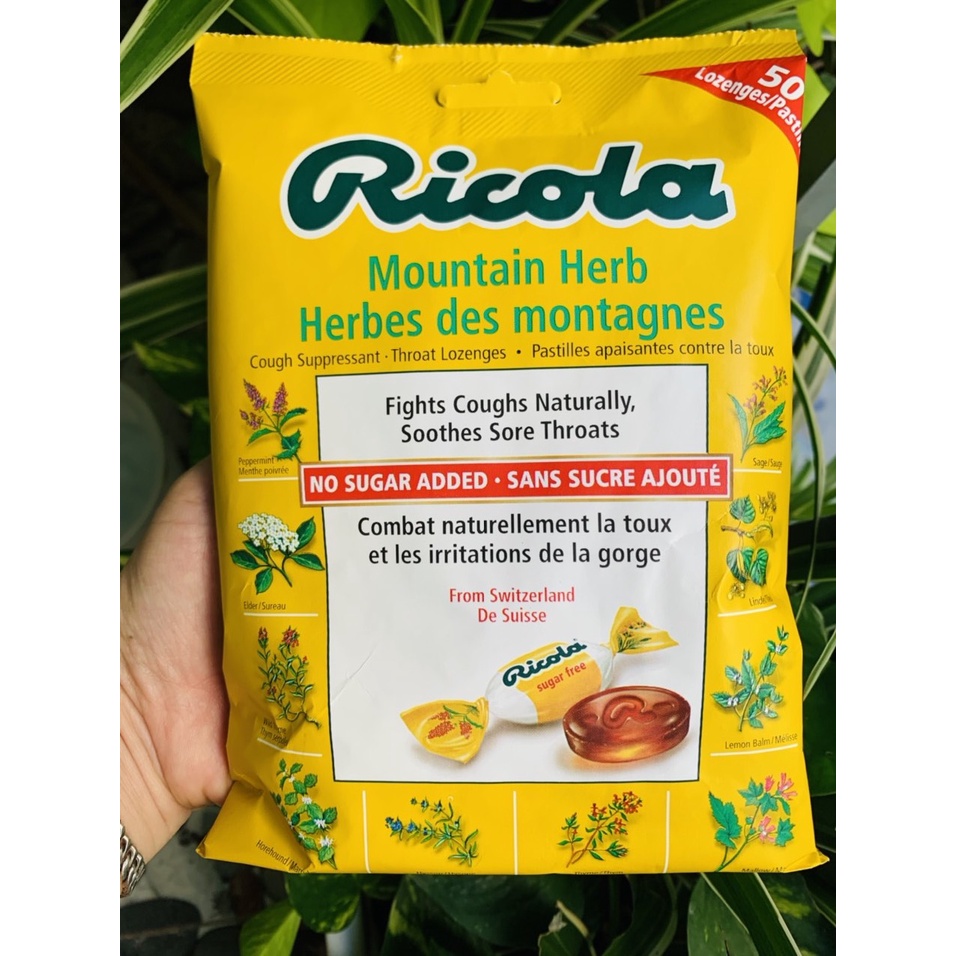 50
Lozenges/Pasti
Ricola
Mountain Herb
Herbes des montagnes
Cough Suppressant · Throat Lozenges • Pastilles apaisantes contre la toux
Fights Coughs Naturally,
Soothes Sore Throats
NO SUGAR ADDED · SANS SUCRE AJOUTÉ
Combat naturellement la toux
et les irritations de la gorge
From Switzerland
De Suisse
Ricola
sugar free
Peppermint
Menthe poivrée
Sage/Sauge
Elder/Sureau
Lemon Balm/Mélisse
Horehound/